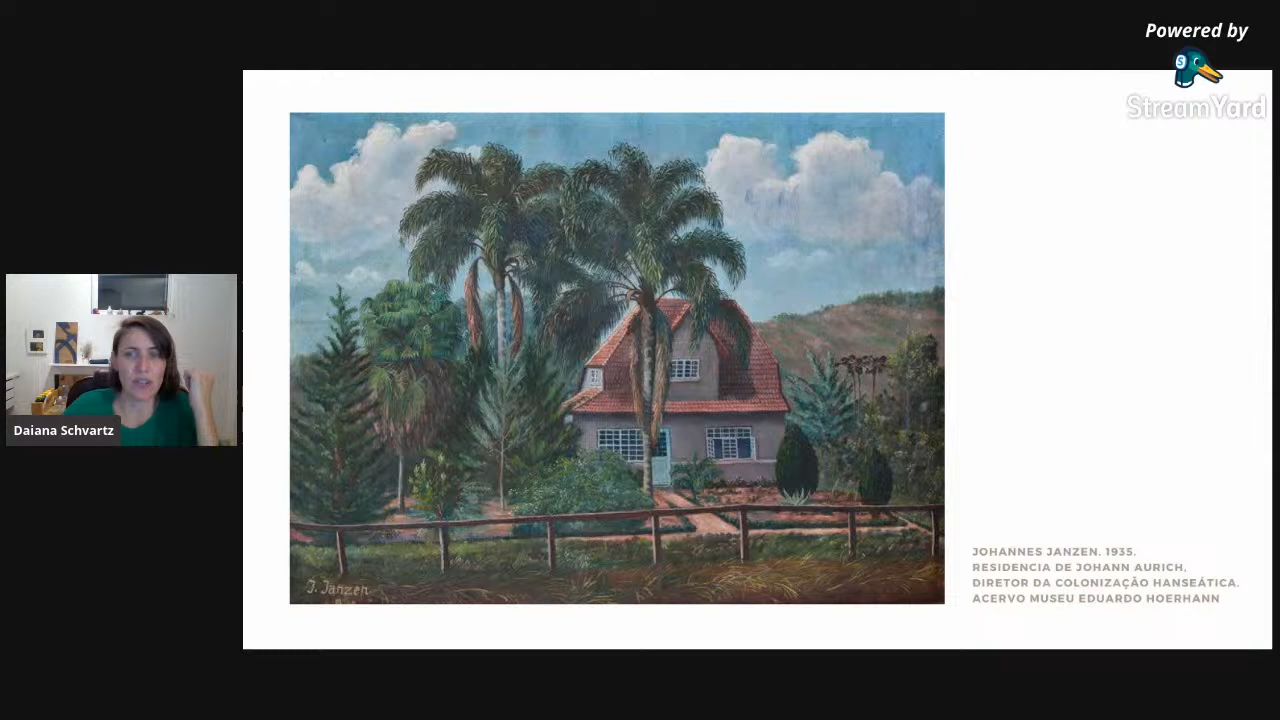 Powered by
StreamYard
Daiana Schvartz
J. Janzen
JOHANNES JANZEN. 1935.
RESIDENCIA DE JOHANN AURICH,
DIRETOR DA COLONIZAÇÃO HANSEÁTICA.
ACERVO MUSEU EDUARDO HOERHANN